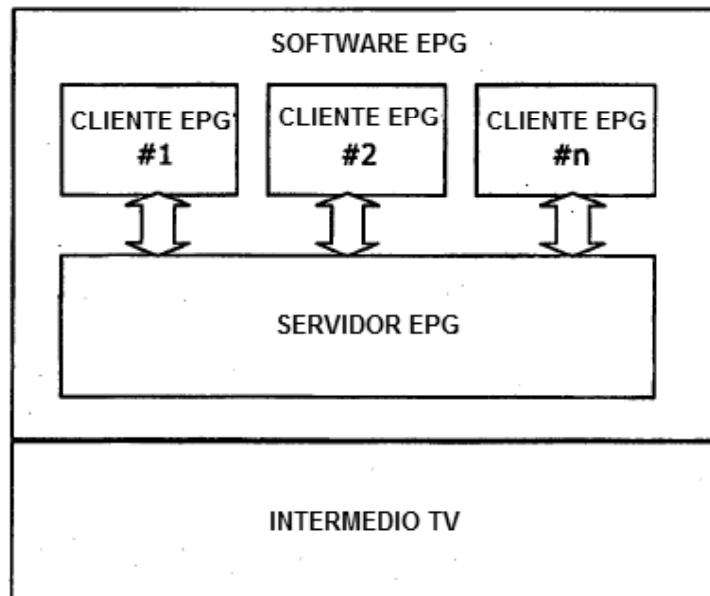 SOFTWARE EPG
CLIENTE EPG
#1
CLIENTE EPG
#2
CLIENTE EPG
#n
SERVIDOR EPG
INTERMEDIO TV